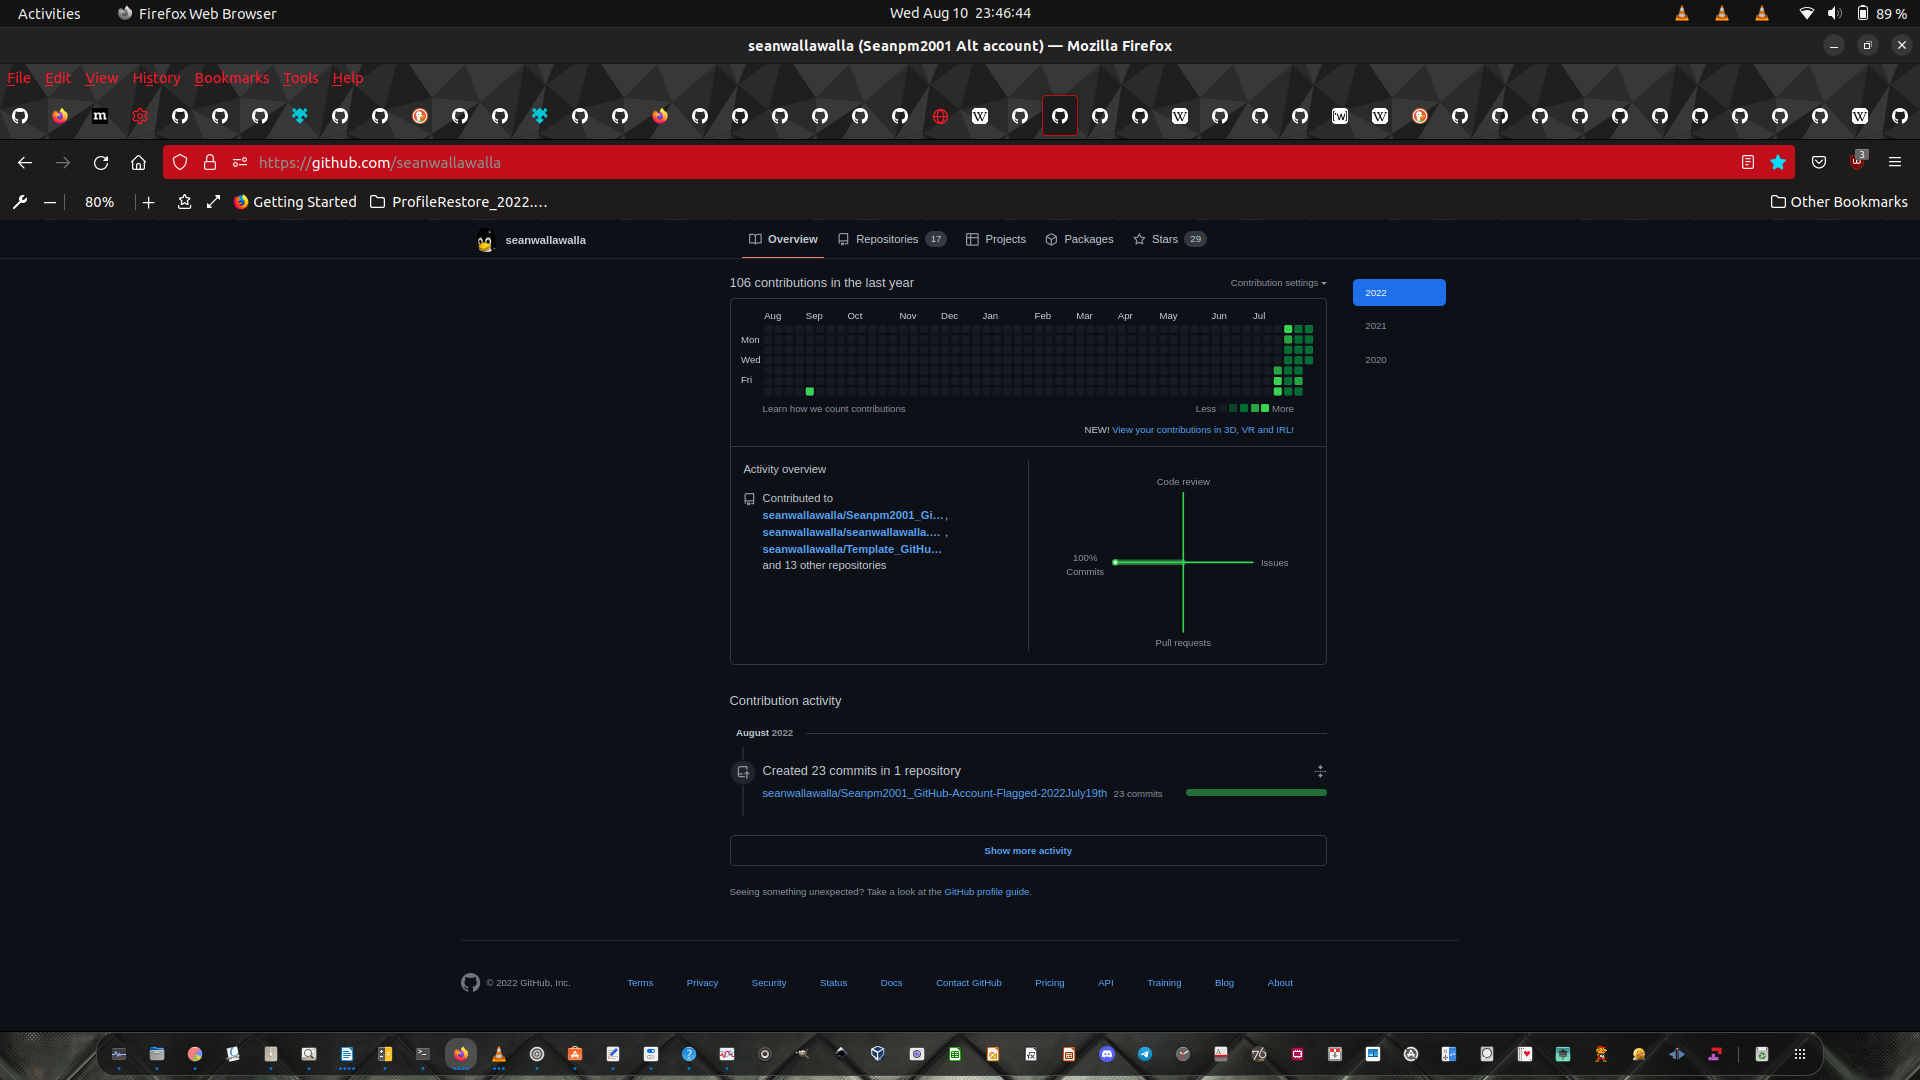 Activities Firefox Web Browser Wed Aug 10 23:46:44 89 %
seanwallawalla (Seanpm2001 Alt account) — Mozilla Firefox
File Edit View History Bookmarks Tools Help
https://github.com/seanwallawalla 3
80% Getting Started ProfileRestore_2022.… Other Bookmarks
seanwallawalla Overview Repositories 17 Projects Packages Stars 29
106 contributions in the last year Contribution settings
2022
2021
2020
Aug Sep Oct Nov Dec Jan Feb Mar Apr May Jun Jul
Mon
Wed
Fri
Learn how we count contributions Less More
NEW! View your contributions in 3D, VR and IRL!
Activity overview
Contributed to
seanwallawalla/Seanpm2001_Gi… ,
seanwallawalla/seanwallawalla.… ,
seanwallawalla/Template_GitHu…
and 13 other repositories
Code review
100%
Commits
Issues
Pull requests
Contribution activity
August 2022
Created 23 commits in 1 repository
seanwallawalla/Seanpm2001_GitHub-Account-Flagged-2022July19th 23 commits
Show more activity
Seeing something unexpected? Take a look at the GitHub profile guide.
© 2022 GitHub, Inc. Terms Privacy Security Status Docs Contact GitHub Pricing API Training Blog About